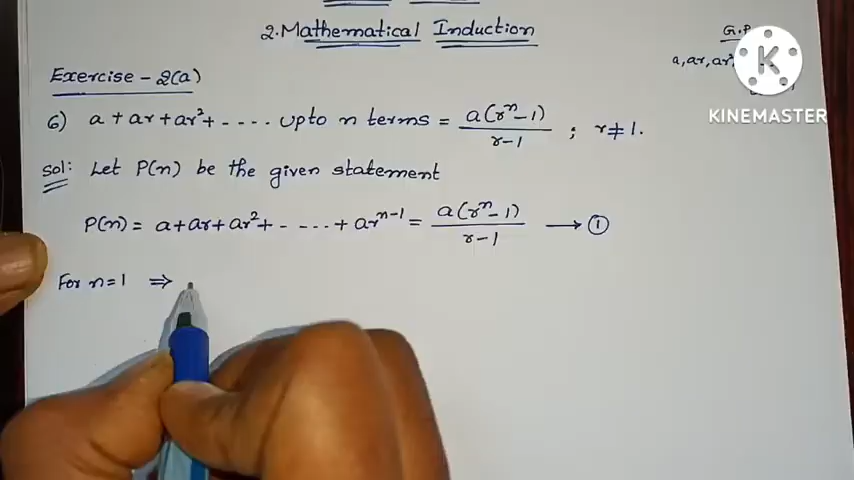 2. Mathematical Induction
G.P
a, ar, ar²
K
KINEMASTER
Exercise - 2(a)
6) a + ar + ar² + - - - - upto n terms = a(rⁿ-1)/r-1 ; r≠1.
Sol: Let P(n) be the given statement
P(n) = a + ar + ar² + - - - - - + arⁿ⁻¹ = a(rⁿ-1)/r-1 → ①
For n=1 ⇒